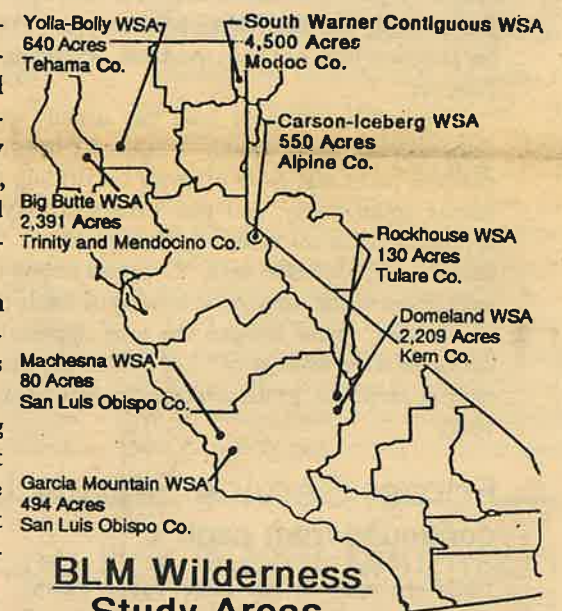 Yolla-Bolly WSA
640 Acres
Tehama Co.
South Warner Contiguous WSA
4,500 Acres
Modoc Co.
Carson-Iceberg WSA
550 Acres
Alpine Co.
Big Butte WSA
2,391 Acres
Trinity and Mendocino Co.
Rockhouse WSA
130 Acres
Tulare Co.
Domeland WSA
2,209 Acres
Kern Co.
Machesna WSA
80 Acres
San Luis Obispo Co.
Garcia Mountain WSA
494 Acres
San Luis Obispo Co.
BLM Wilderness
Study Areas